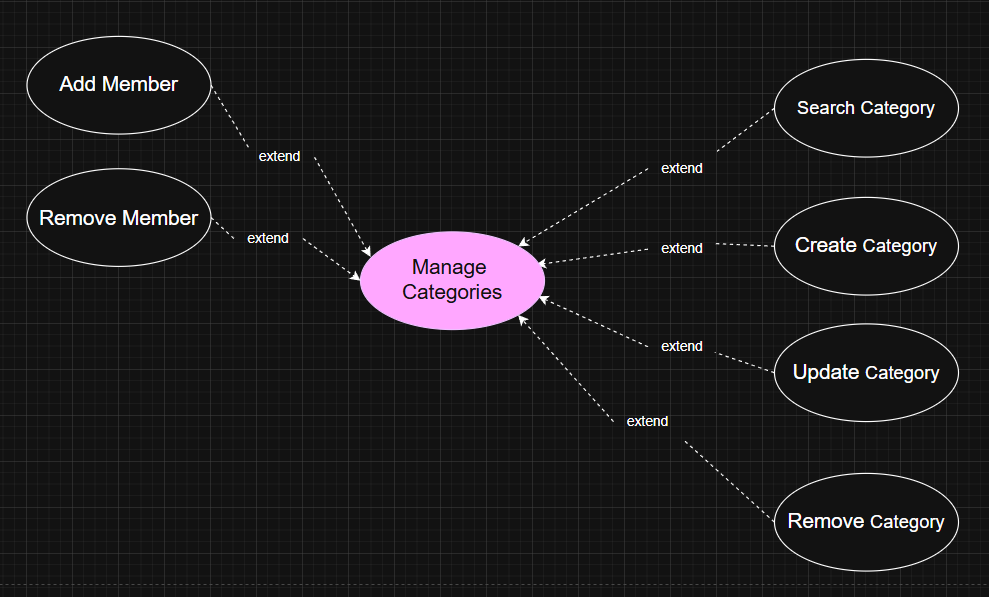 Add Member
extend
Remove Member
extend
Manage
Categories
Search Category
extend
Create Category
extend
Update Category
extend
Remove Category
extend